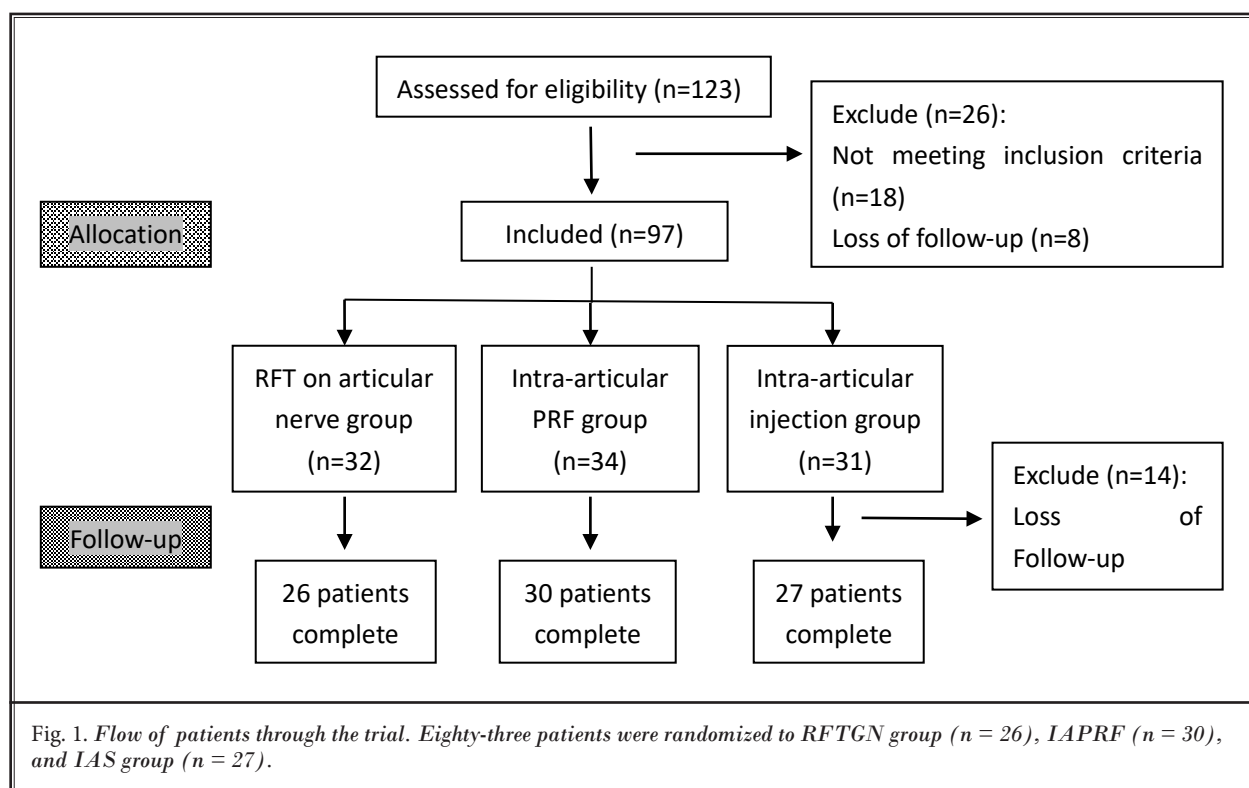 Assessed for eligibility (n=123)
Exclude (n=26):
Not meeting inclusion criteria
(n=18)
Loss of follow-up (n=8)
Allocation
Included (n=97)
RFT on articular
nerve group
(n=32)
Intra-articular
PRF group
(n=34)
Intra-articular
injection group
(n=31)
Exclude (n=14):
Loss of
Follow-up
Follow-up
26 patients
complete
30 patients
complete
27 patients
complete
Fig. 1. Flow of patients through the trial. Eighty-three patients were randomized to RFTGN group (n = 26), IAPRF (n = 30),
and IAS group (n = 27).